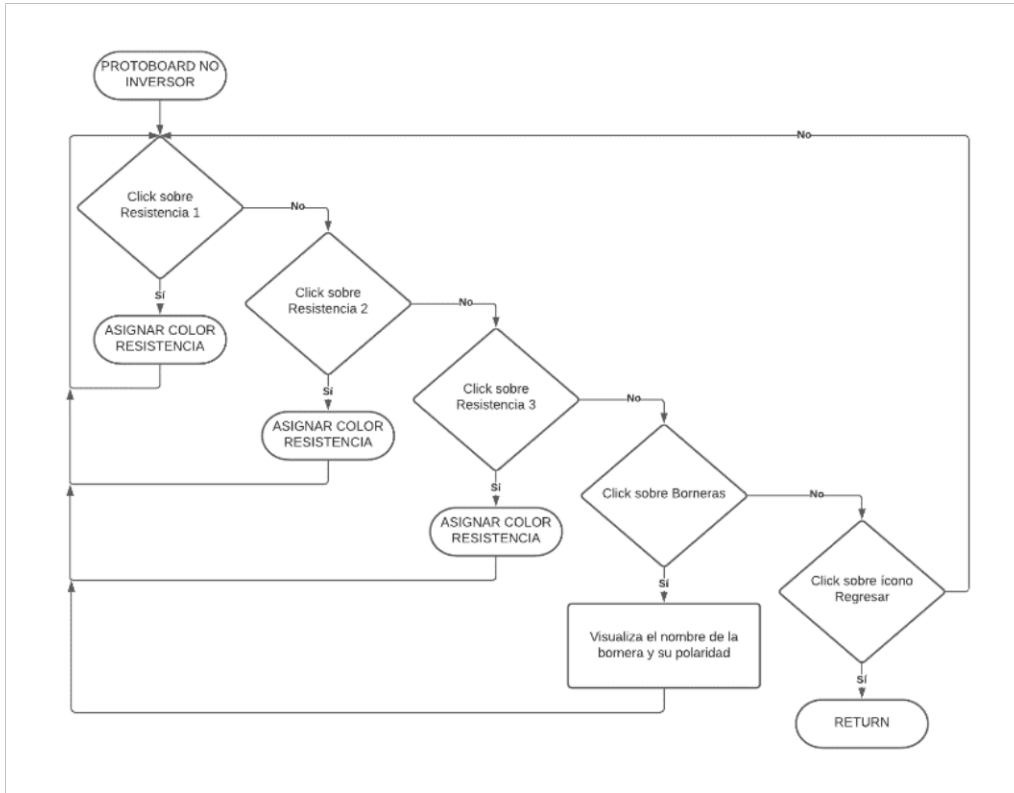 PROTOBOARD NO
INVERSOR
No
Click sobre
Resistencia 1
No
Sí
ASIGNAR COLOR
RESISTENCIA
Click sobre
Resistencia 2
No
Sí
ASIGNAR COLOR
RESISTENCIA
Click sobre
Resistencia 3
No
Sí
ASIGNAR COLOR
RESISTENCIA
Click sobre Borneras
No
Sí
Visualiza el nombre de la
bornera y su polaridad
Click sobre ícono
Regresar
Sí
RETURN